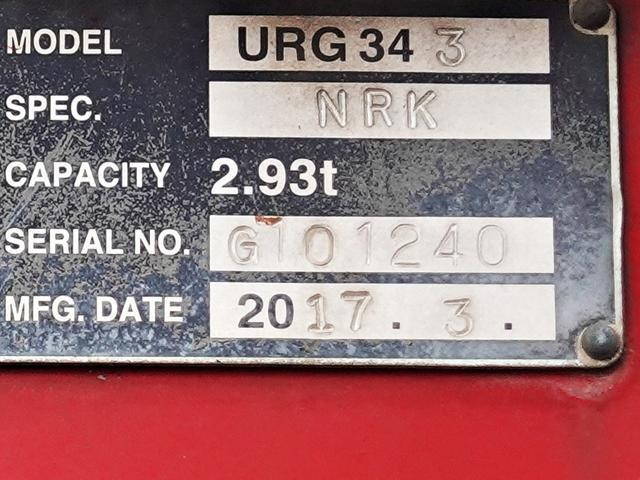 MODEL URG 34 3
SPEC. NRK
CAPACITY 2.93t
SERIAL NO. G101240
MFG. DATE 2017. 3.